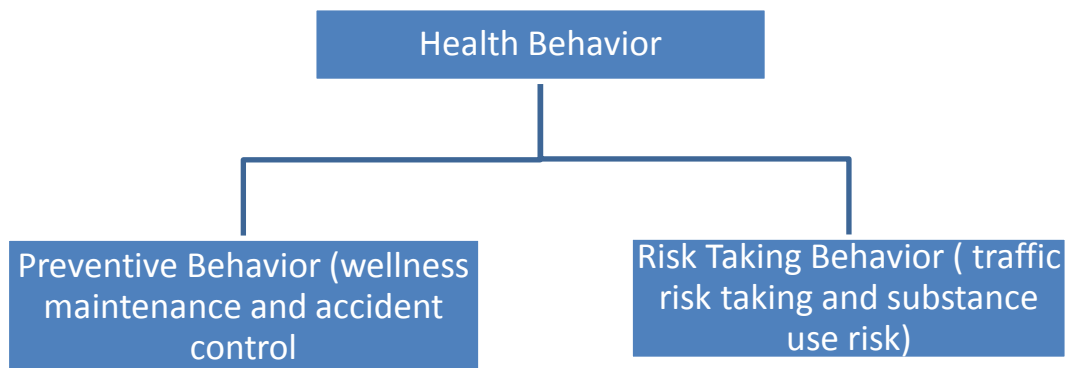 Health Behavior
Preventive Behavior (wellness
maintenance and accident
control
Risk Taking Behavior ( traffic
risk taking and substance
use risk)